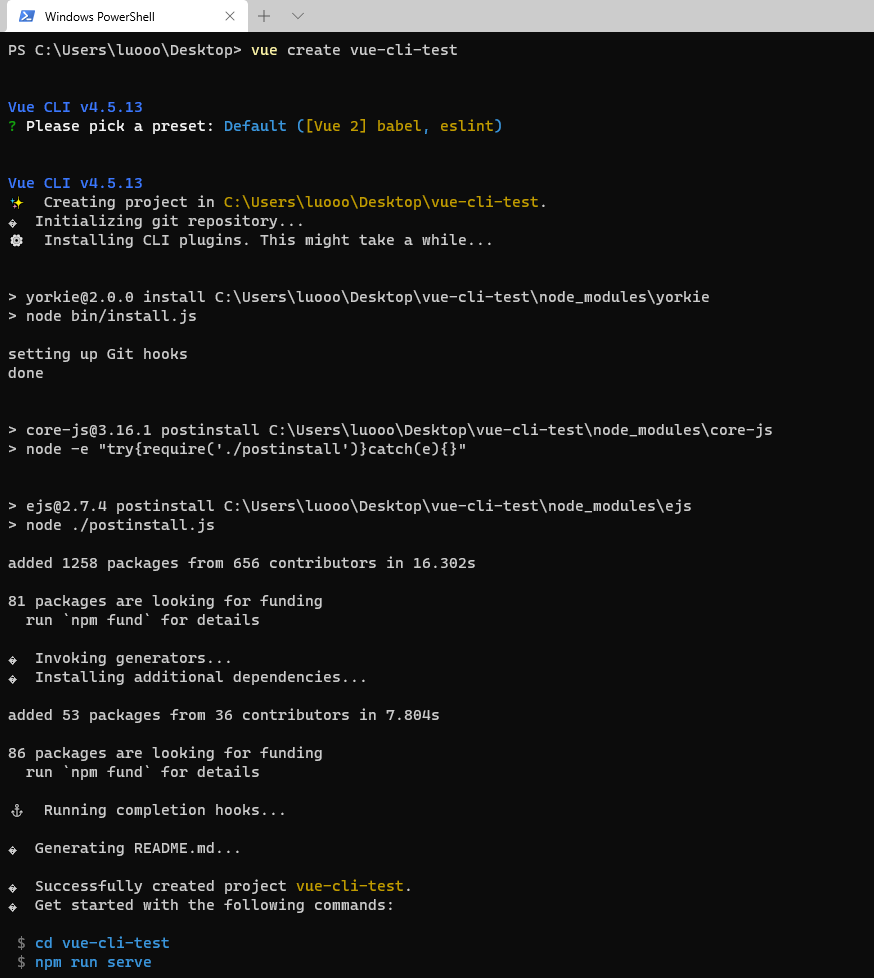 Windows PowerShell
PS C:\Users\luooo\Desktop> vue create vue-cli-test
Vue CLI v4.5.13
? Please pick a preset: Default ([Vue 2] babel, eslint)
Vue CLI v4.5.13
✨  Creating project in C:\Users\luooo\Desktop\vue-cli-test.
�  Initializing git repository...
⚙  Installing CLI plugins. This might take a while...
> yorkie@2.0.0 install C:\Users\luooo\Desktop\vue-cli-test\node_modules\yorkie
> node bin/install.js
setting up Git hooks
done
> core-js@3.16.1 postinstall C:\Users\luooo\Desktop\vue-cli-test\node_modules\core-js
> node -e "try{require('./postinstall')}catch(e){}"
> ejs@2.7.4 postinstall C:\Users\luooo\Desktop\vue-cli-test\node_modules\ejs
> node ./postinstall.js
added 1258 packages from 656 contributors in 16.302s
81 packages are looking for funding
  run `npm fund` for details
�  Invoking generators...
�  Installing additional dependencies...
added 53 packages from 36 contributors in 7.804s
86 packages are looking for funding
  run `npm fund` for details
⚓  Running completion hooks...
�  Generating README.md...
�  Successfully created project vue-cli-test.
�  Get started with the following commands:
 $ cd vue-cli-test
 $ npm run serve